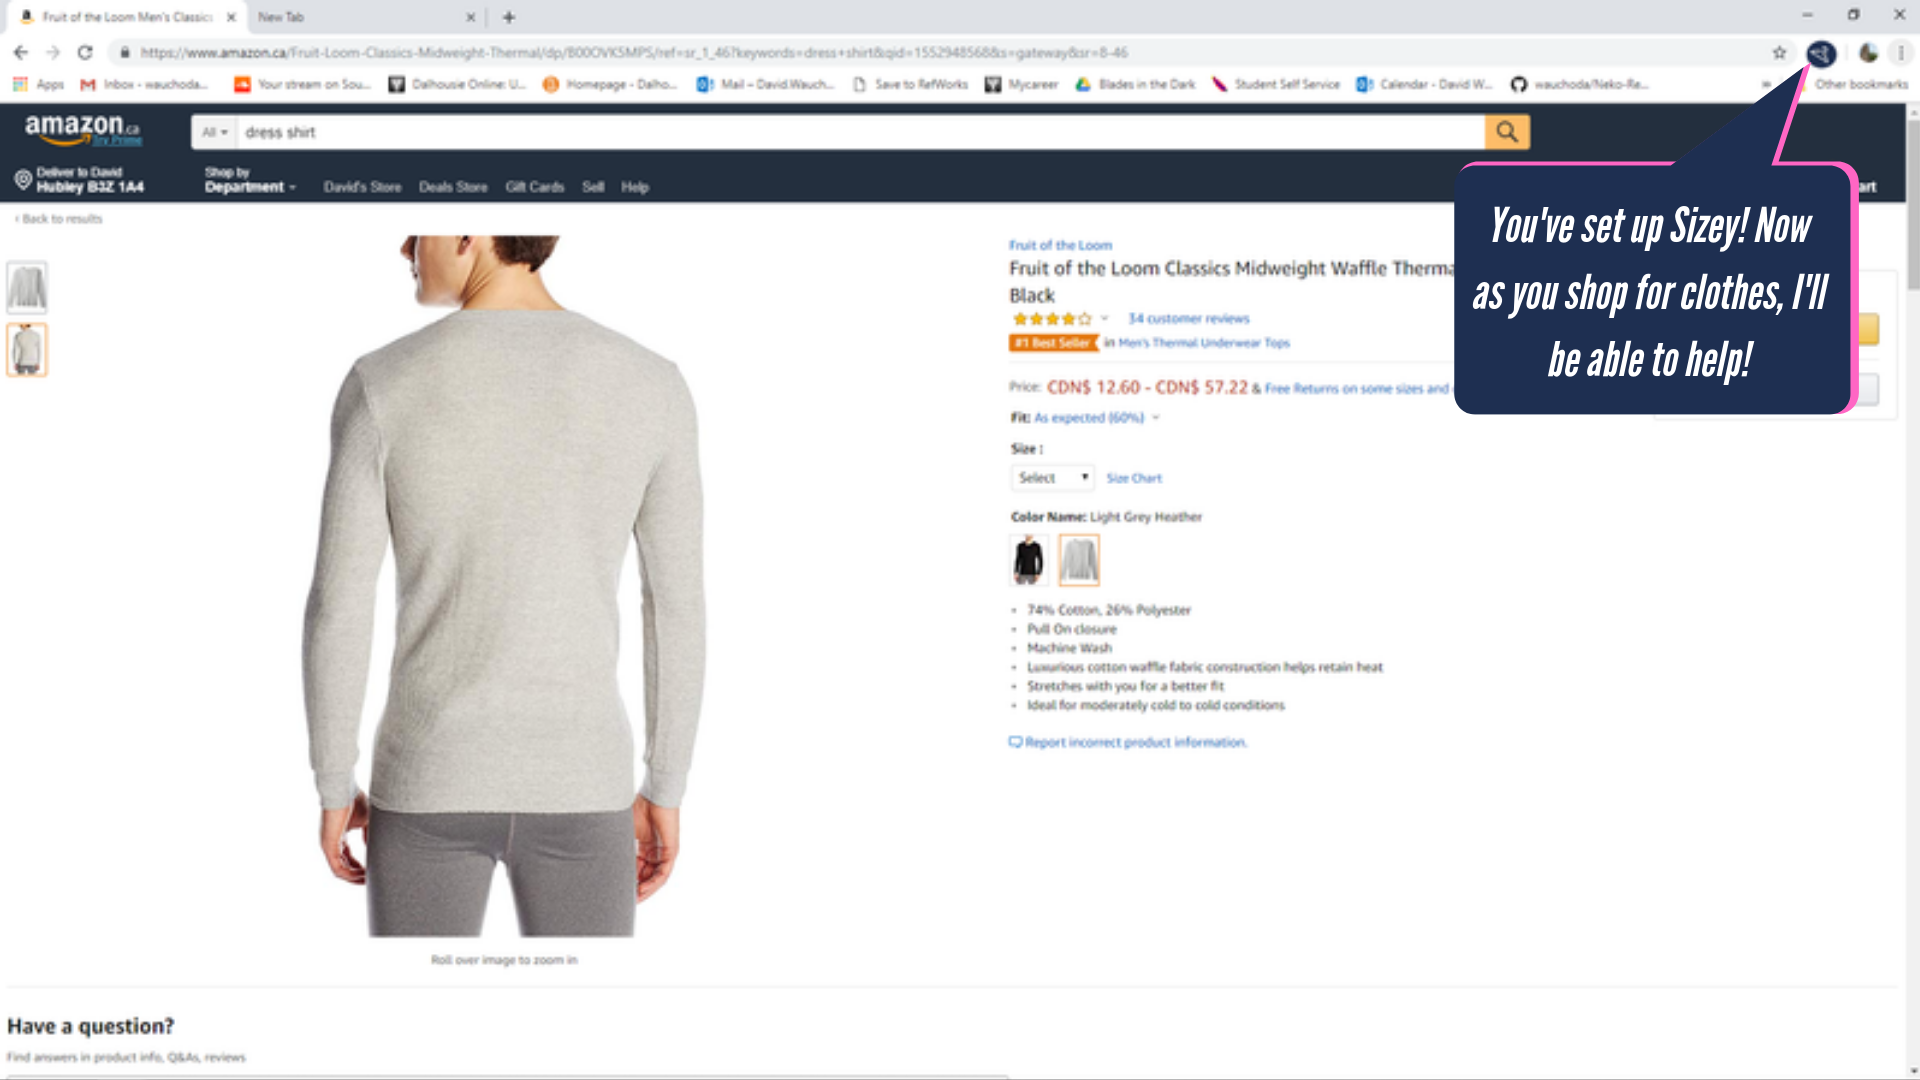 Fruit of the Loom Men's Classics
New Tab
https://www.amazon.ca/Fruit-Loom-Classics-Midweight-Thermal/dp/B00OVK5MPS/ref=sr_1_46?keywords=dress+shirt&qid=1552948568&s=gateway&sr=8-46
Apps
Inbox - wauchoda...
Your stream on Sou...
Dalhousie Online: U...
Homepage - Dalho...
Mail – David Wauch...
Save to RefWorks
Mycareer
Blades in the Dark
Student Self Service
Calendar - David W...
wauchoda/Neko-Re...
Other bookmarks
amazon.ca
Try Prime
All
dress shirt
Deliver to David
Hubley B3Z 1A4
Shop by
Department
David's Store
Deals Store
Gift Cards
Sell
Help
art
You've set up Sizey! Now
as you shop for clothes, I'll
be able to help!
‹ Back to results
Fruit of the Loom
Fruit of the Loom Classics Midweight Waffle Therma
Black
34 customer reviews
#1 Best Seller in Men's Thermal Underwear Tops
Price: CDN$ 12.60 - CDN$ 57.22 & Free Returns on some sizes and
Fit: As expected (60%)
Size :
Select
Size Chart
Color Name: Light Grey Heather
• 74% Cotton, 26% Polyester
• Pull On closure
• Machine Wash
• Luxurious cotton waffle fabric construction helps retain heat
• Stretches with you for a better fit
• Ideal for moderately cold to cold conditions
Report incorrect product information.
Roll over image to zoom in
Have a question?
Find answers in product info, Q&As, reviews